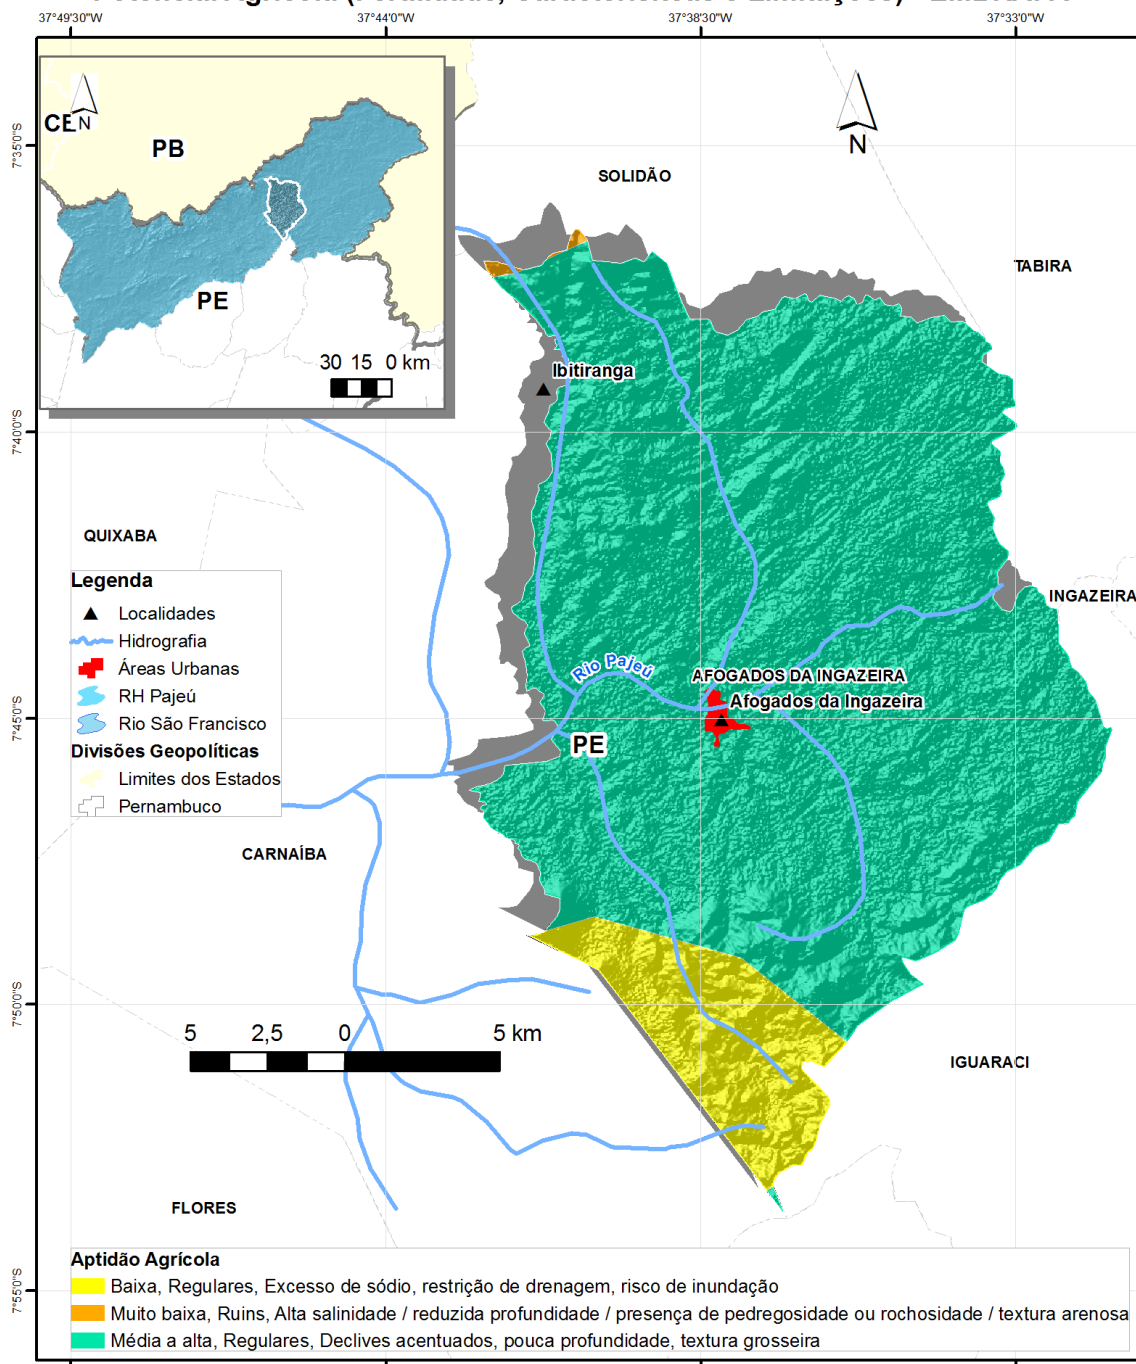 37°49'30"W
37°44'0"W
37°38'30"W
37°33'0"W
7°35'0"S
7°40'0"S
7°45'0"S
7°50'0"S
7°55'0"S
CE
N
PB
PE
30 15 0 km
N
SOLIDÃO
TABIRA
Ibitiranga
QUIXABA
INGAZEIRA
Rio Pajeú
AFOGADOS DA INGAZEIRA
Afogados da Ingazeira
PE
Legenda
Localidades
Hidrografia
Áreas Urbanas
RH Pajeú
Rio São Francisco
Divisões Geopolíticas
Limites dos Estados
Pernambuco
CARNAÍBA
5 2,5 0 5 km
IGUARACI
FLORES
Aptidão Agrícola
Baixa, Regulares, Excesso de sódio, restrição de drenagem, risco de inundação
Muito baixa, Ruins, Alta salinidade / reduzida profundidade / presença de pedregosidade ou rochosidade / textura arenosa
Média a alta, Regulares, Declives acentuados, pouca profundidade, textura grosseira